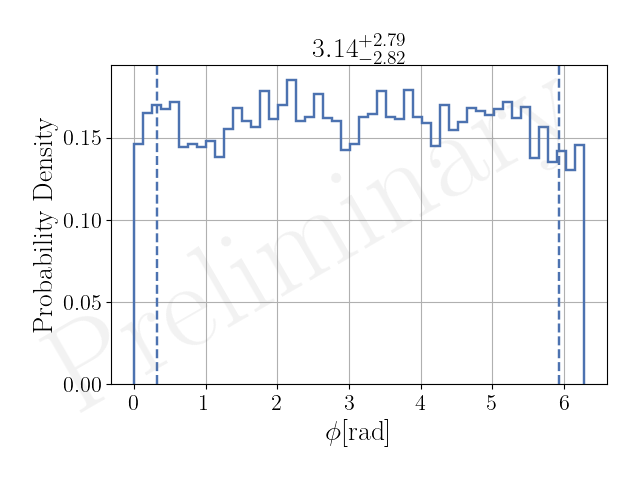 3.14+2.79 −2.82
Probability Density
0.15
0.10
0.05
0.00
0 1 2 3 4 5 6
ϕ[rad]
Preliminary